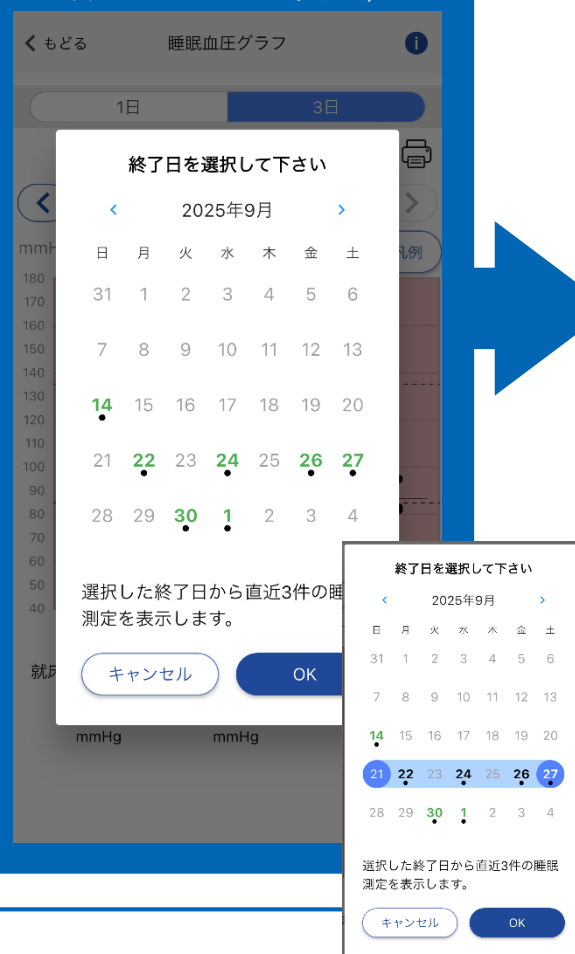 もどる
睡眠血圧グラフ
i
1日
3日
終了日を選択して下さい
2025年9月
日 月 火 水 木 金 土
31 1 2 3 4 5 6
7 8 9 10 11 12 13
14 15 16 17 18 19 20
21 22 23 24 25 26 27
28 29 30 1 2 3 4
選択した終了日から直近3件の睡
測定を表示します。
キャンセル
OK
凡例
mmH
180
170
160
150
140
130
120
110
100
90
80
70
60
50
40
就床
mmHg
mmHg
終了日を選択して下さい
2025年9月
日 月 火 水 木 金 土
31 1 2 3 4 5 6
7 8 9 10 11 12 13
14 15 16 17 18 19 20
21 22 23 24 25 26 27
28 29 30 1 2 3 4
選択した終了日から直近3件の睡眠
測定を表示します。
キャンセル
OK